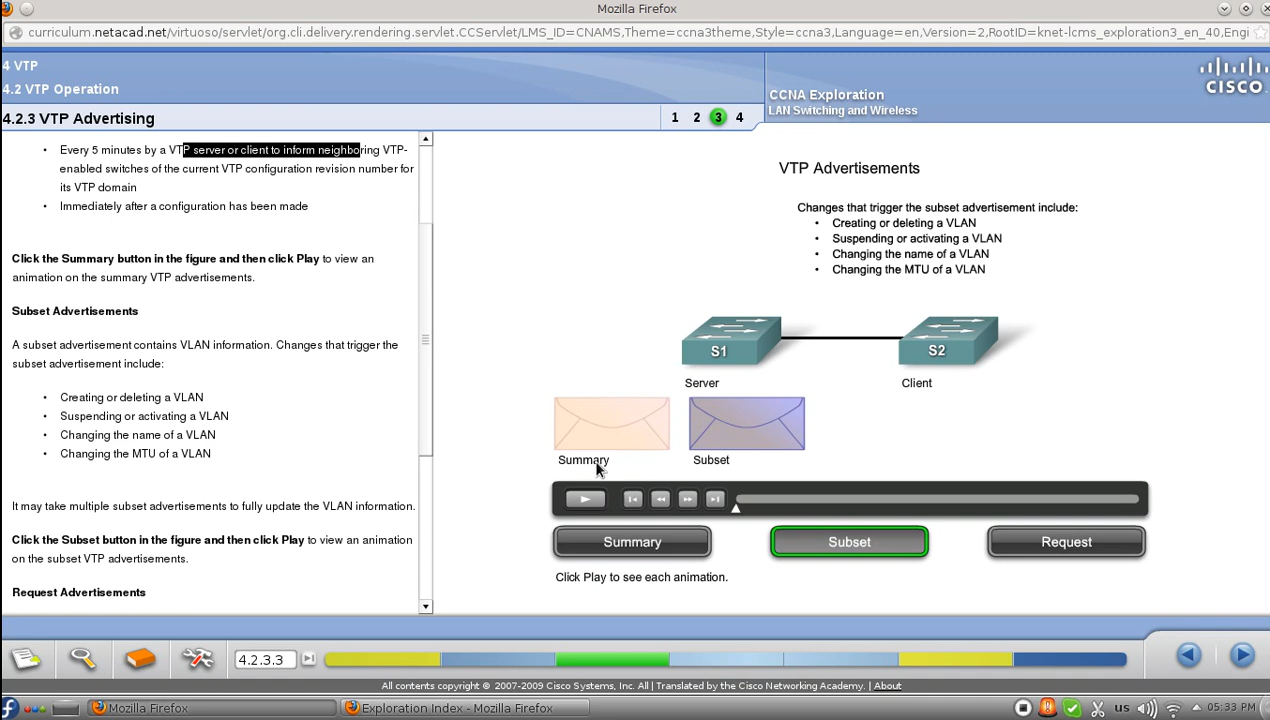 Mozilla Firefox
curriculum.netacad.net/virtuoso/servlet/org.cli.delivery.rendering.servlet.CCServlet/LMS_ID=CNAMS,Theme=ccna3theme,Style=ccna3,Language=en,Version=2,RootID=knet-lcms_exploration3_en_40,Engi
4 VTP
4.2 VTP Operation
CCNA Exploration
LAN Switching and Wireless
CISCO
4.2.3 VTP Advertising
1 2 3 4
• Every 5 minutes by a VTP server or client to inform neighboring VTP-
enabled switches of the current VTP configuration revision number for
its VTP domain
• Immediately after a configuration has been made
Click the Summary button in the figure and then click Play to view an
animation on the summary VTP advertisements.
Subset Advertisements
A subset advertisement contains VLAN information. Changes that trigger the
subset advertisement include:
• Creating or deleting a VLAN
• Suspending or activating a VLAN
• Changing the name of a VLAN
• Changing the MTU of a VLAN
It may take multiple subset advertisements to fully update the VLAN information.
Click the Subset button in the figure and then click Play to view an animation
on the subset VTP advertisements.
Request Advertisements
VTP Advertisements
Changes that trigger the subset advertisement include:
• Creating or deleting a VLAN
• Suspending or activating a VLAN
• Changing the name of a VLAN
• Changing the MTU of a VLAN
S1 S2
Server Client
Summary Subset
Summary Subset Request
Click Play to see each animation.
4.2.3.3
All contents copyright © 2007-2009 Cisco Systems, Inc. All | Translated by the Cisco Networking Academy. | About
Mozilla Firefox
Exploration Index - Mozilla Firefox
us
05:33 PM